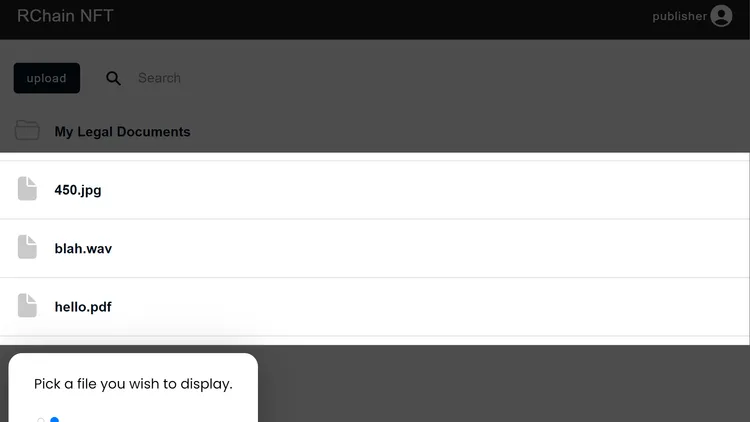 RChain NFT
publisher
upload
Search
My Legal Documents
450.jpg
blah.wav
hello.pdf
Pick a file you wish to display.